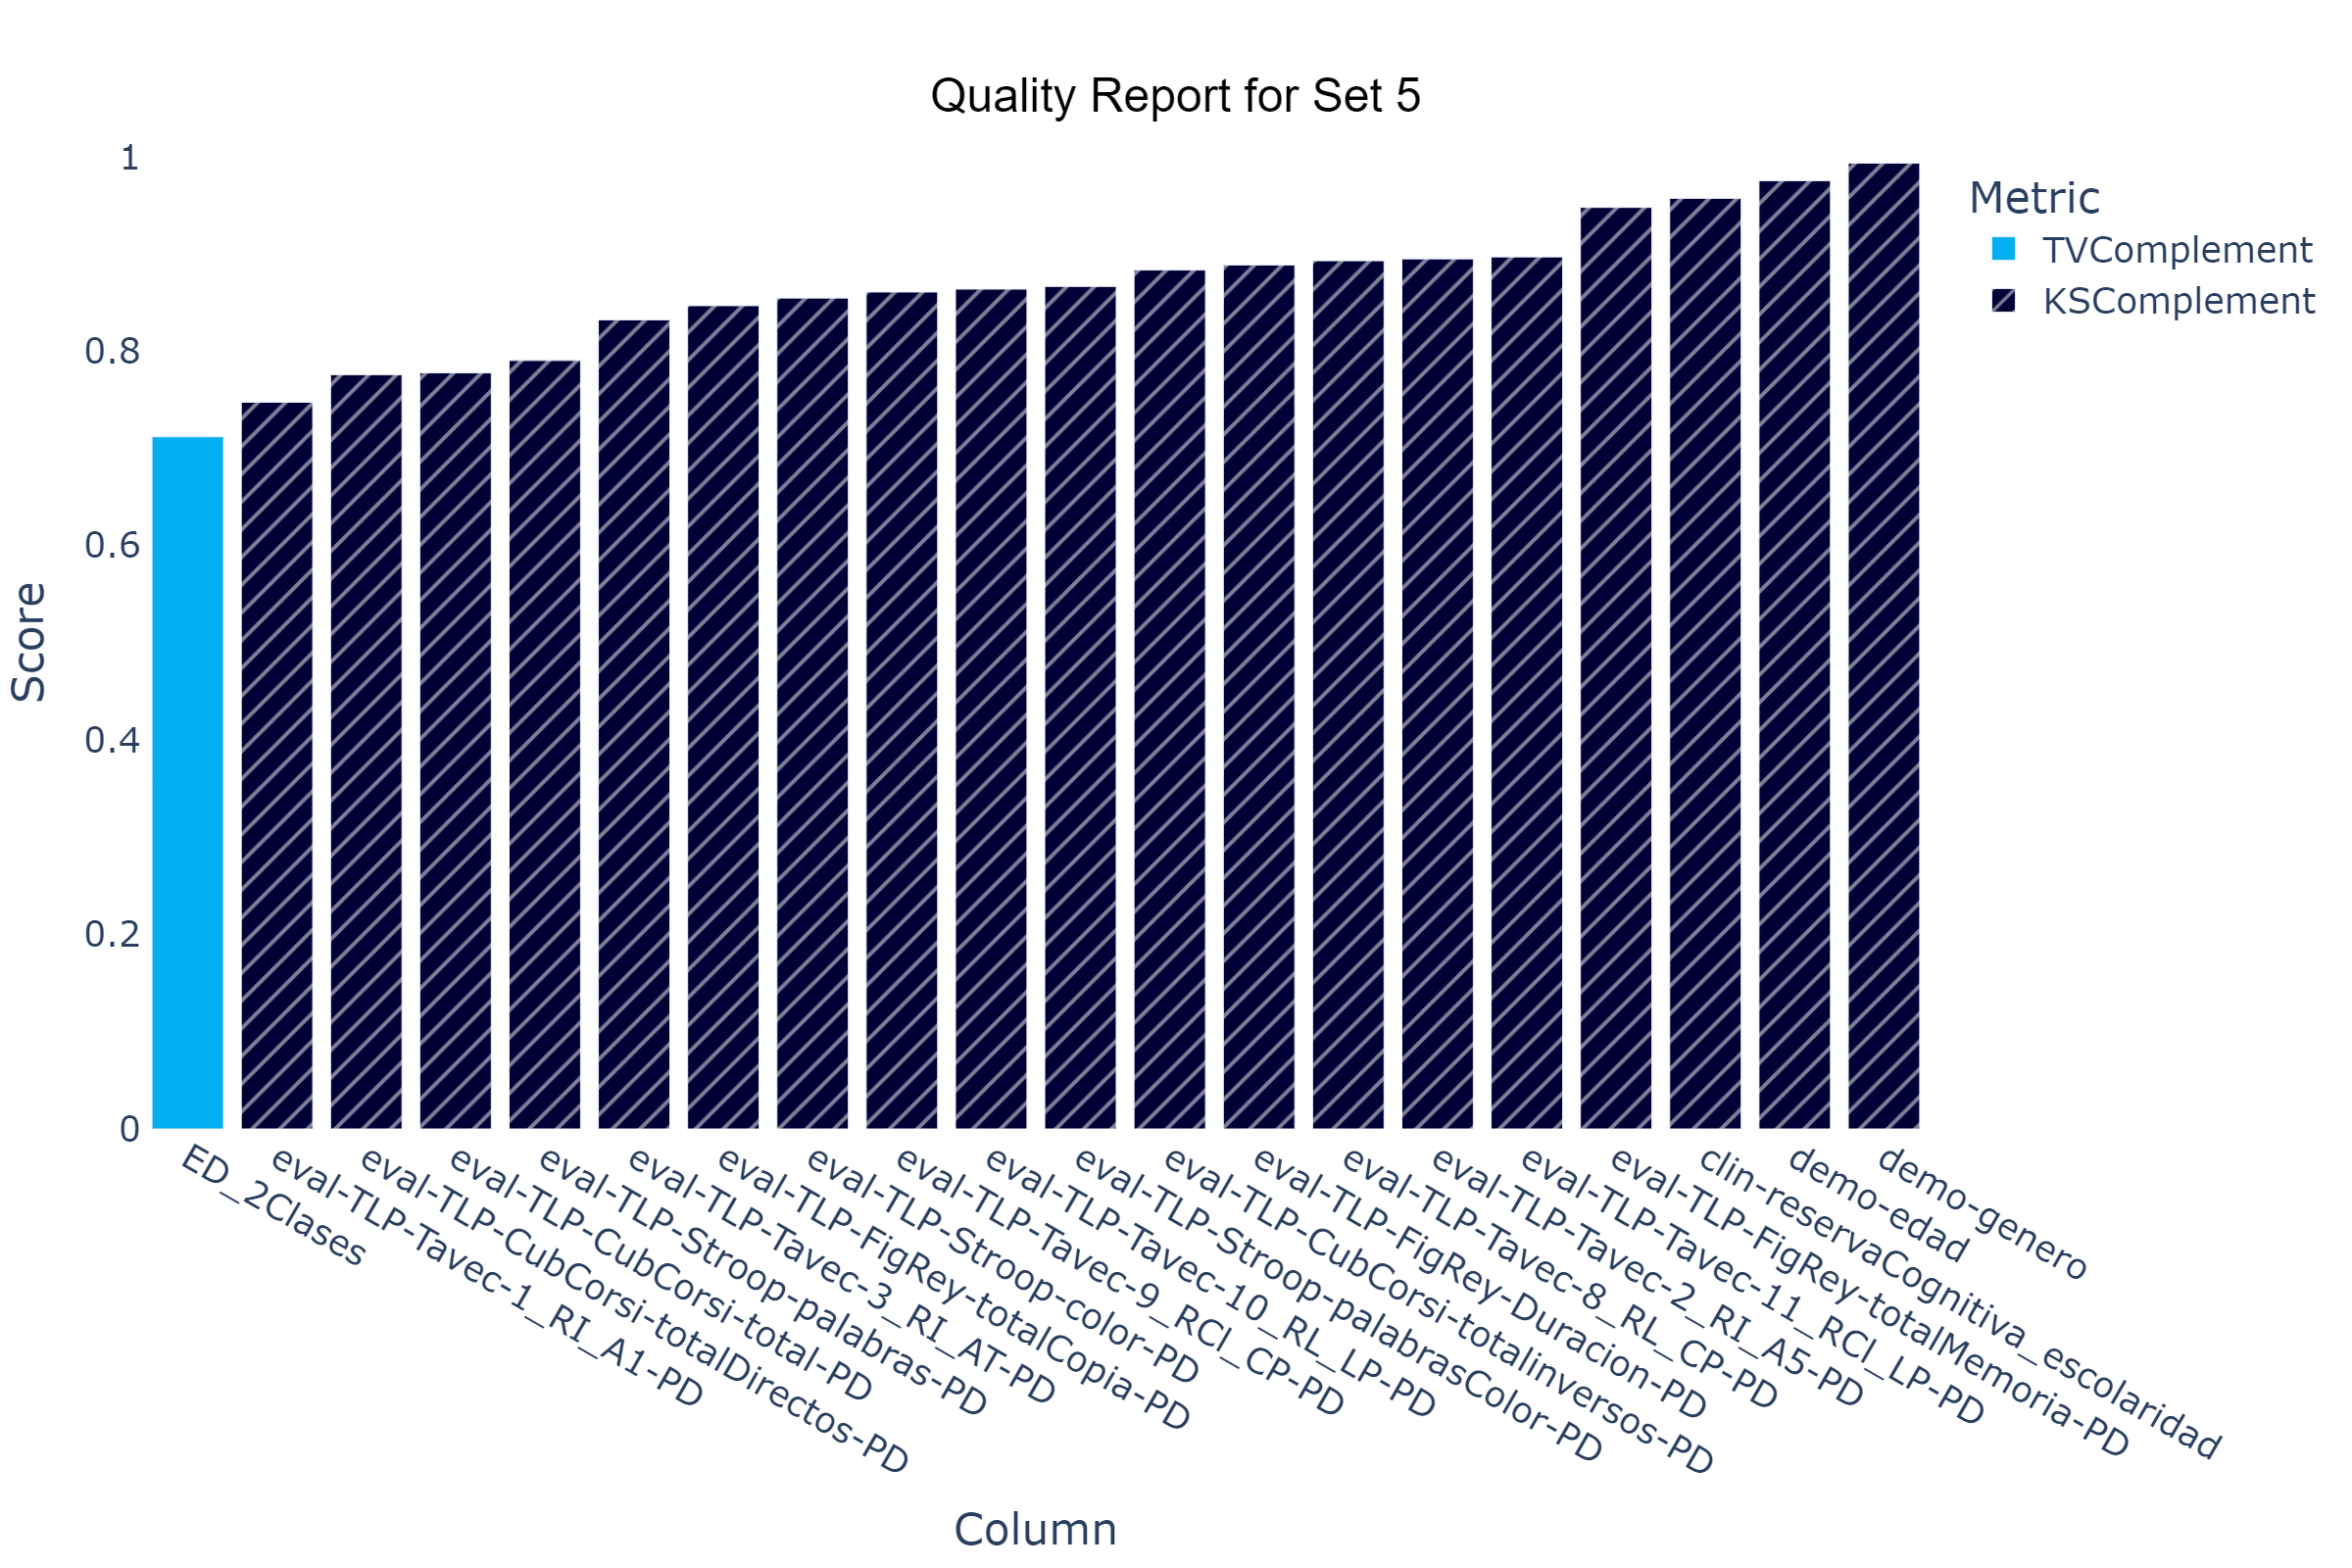 Quality Report for Set 5
1
0.8
0.6
0.4
0.2
0
Score
Metric
TVComplement
KSComplement
ED_2Clases
eval-TLP-Tavec-1_RI_A1-PD
eval-TLP-CubCorsi-totalDirectos-PD
eval-TLP-CubCorsi-total-PD
eval-TLP-Stroop-palabras-PD
eval-TLP-Tavec-3_RI_AT-PD
eval-TLP-FigRey-totalCopia-PD
eval-TLP-Stroop-color-PD
eval-TLP-Tavec-9_RCl_CP-PD
eval-TLP-Tavec-10_RL_LP-PD
eval-TLP-Stroop-palabrasColor-PD
eval-TLP-CubCorsi-totalinversos-PD
eval-TLP-FigRey-Duracion-PD
eval-TLP-Tavec-8_RL_CP-PD
eval-TLP-Tavec-2_RI_A5-PD
eval-TLP-Tavec-11_RCl_LP-PD
eval-TLP-FigRey-totalMemoria-PD
clin-reservaCognitiva_escolaridad
demo-edad
demo-genero
Column